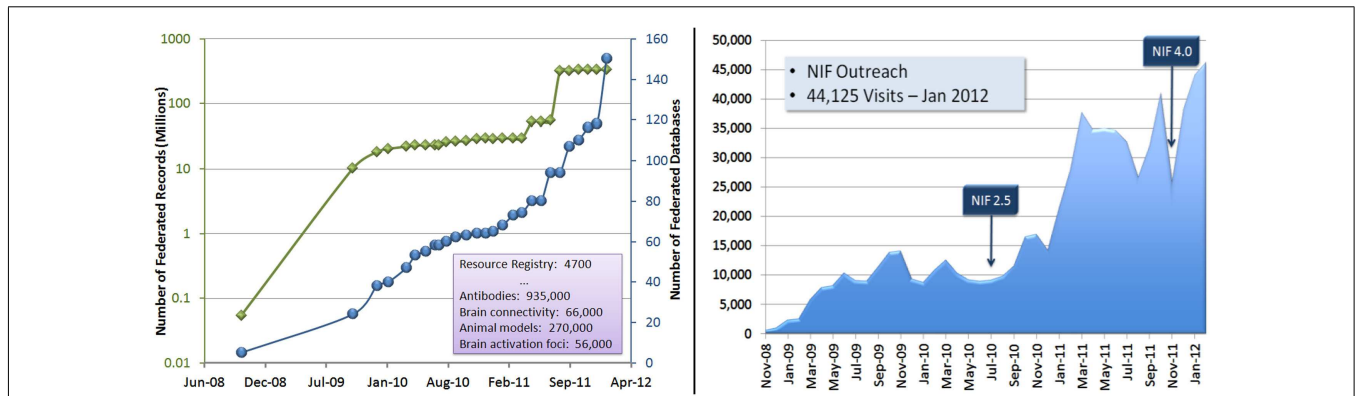 Number of Federated Records (Millions)
1000
100
10
1
0.1
0.01
160
140
120
100
80
60
40
20
0
Number of Federated Databases
Resource Registry: 4700
...
Antibodies: 935,000
Brain connectivity: 66,000
Animal models: 270,000
Brain activation foci: 56,000
Jun-08 Dec-08 Jul-09 Jan-10 Aug-10 Feb-11 Sep-11 Apr-12
50,000
45,000
40,000
35,000
30,000
25,000
20,000
15,000
10,000
5,000
0
• NIF Outreach
• 44,125 Visits – Jan 2012
NIF 2.5
NIF 4.0
Nov-08
Jan-09
Mar-09
May-09
Jul-09
Sep-09
Nov-09
Jan-10
Mar-10
May-10
Jul-10
Sep-10
Nov-10
Jan-11
Mar-11
May-11
Jul-11
Sep-11
Nov-11
Jan-12